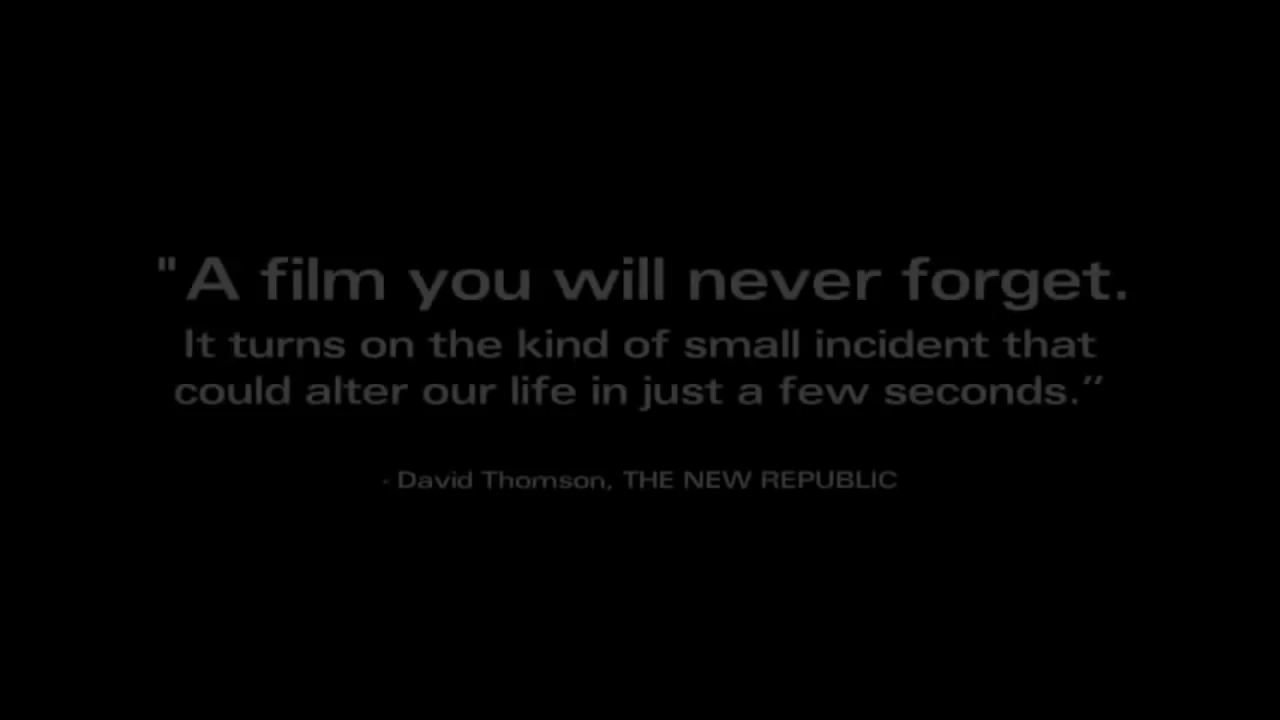 "A film you will never forget.
It turns on the kind of small incident that
could alter our life in just a few seconds.”
- David Thomson, THE NEW REPUBLIC